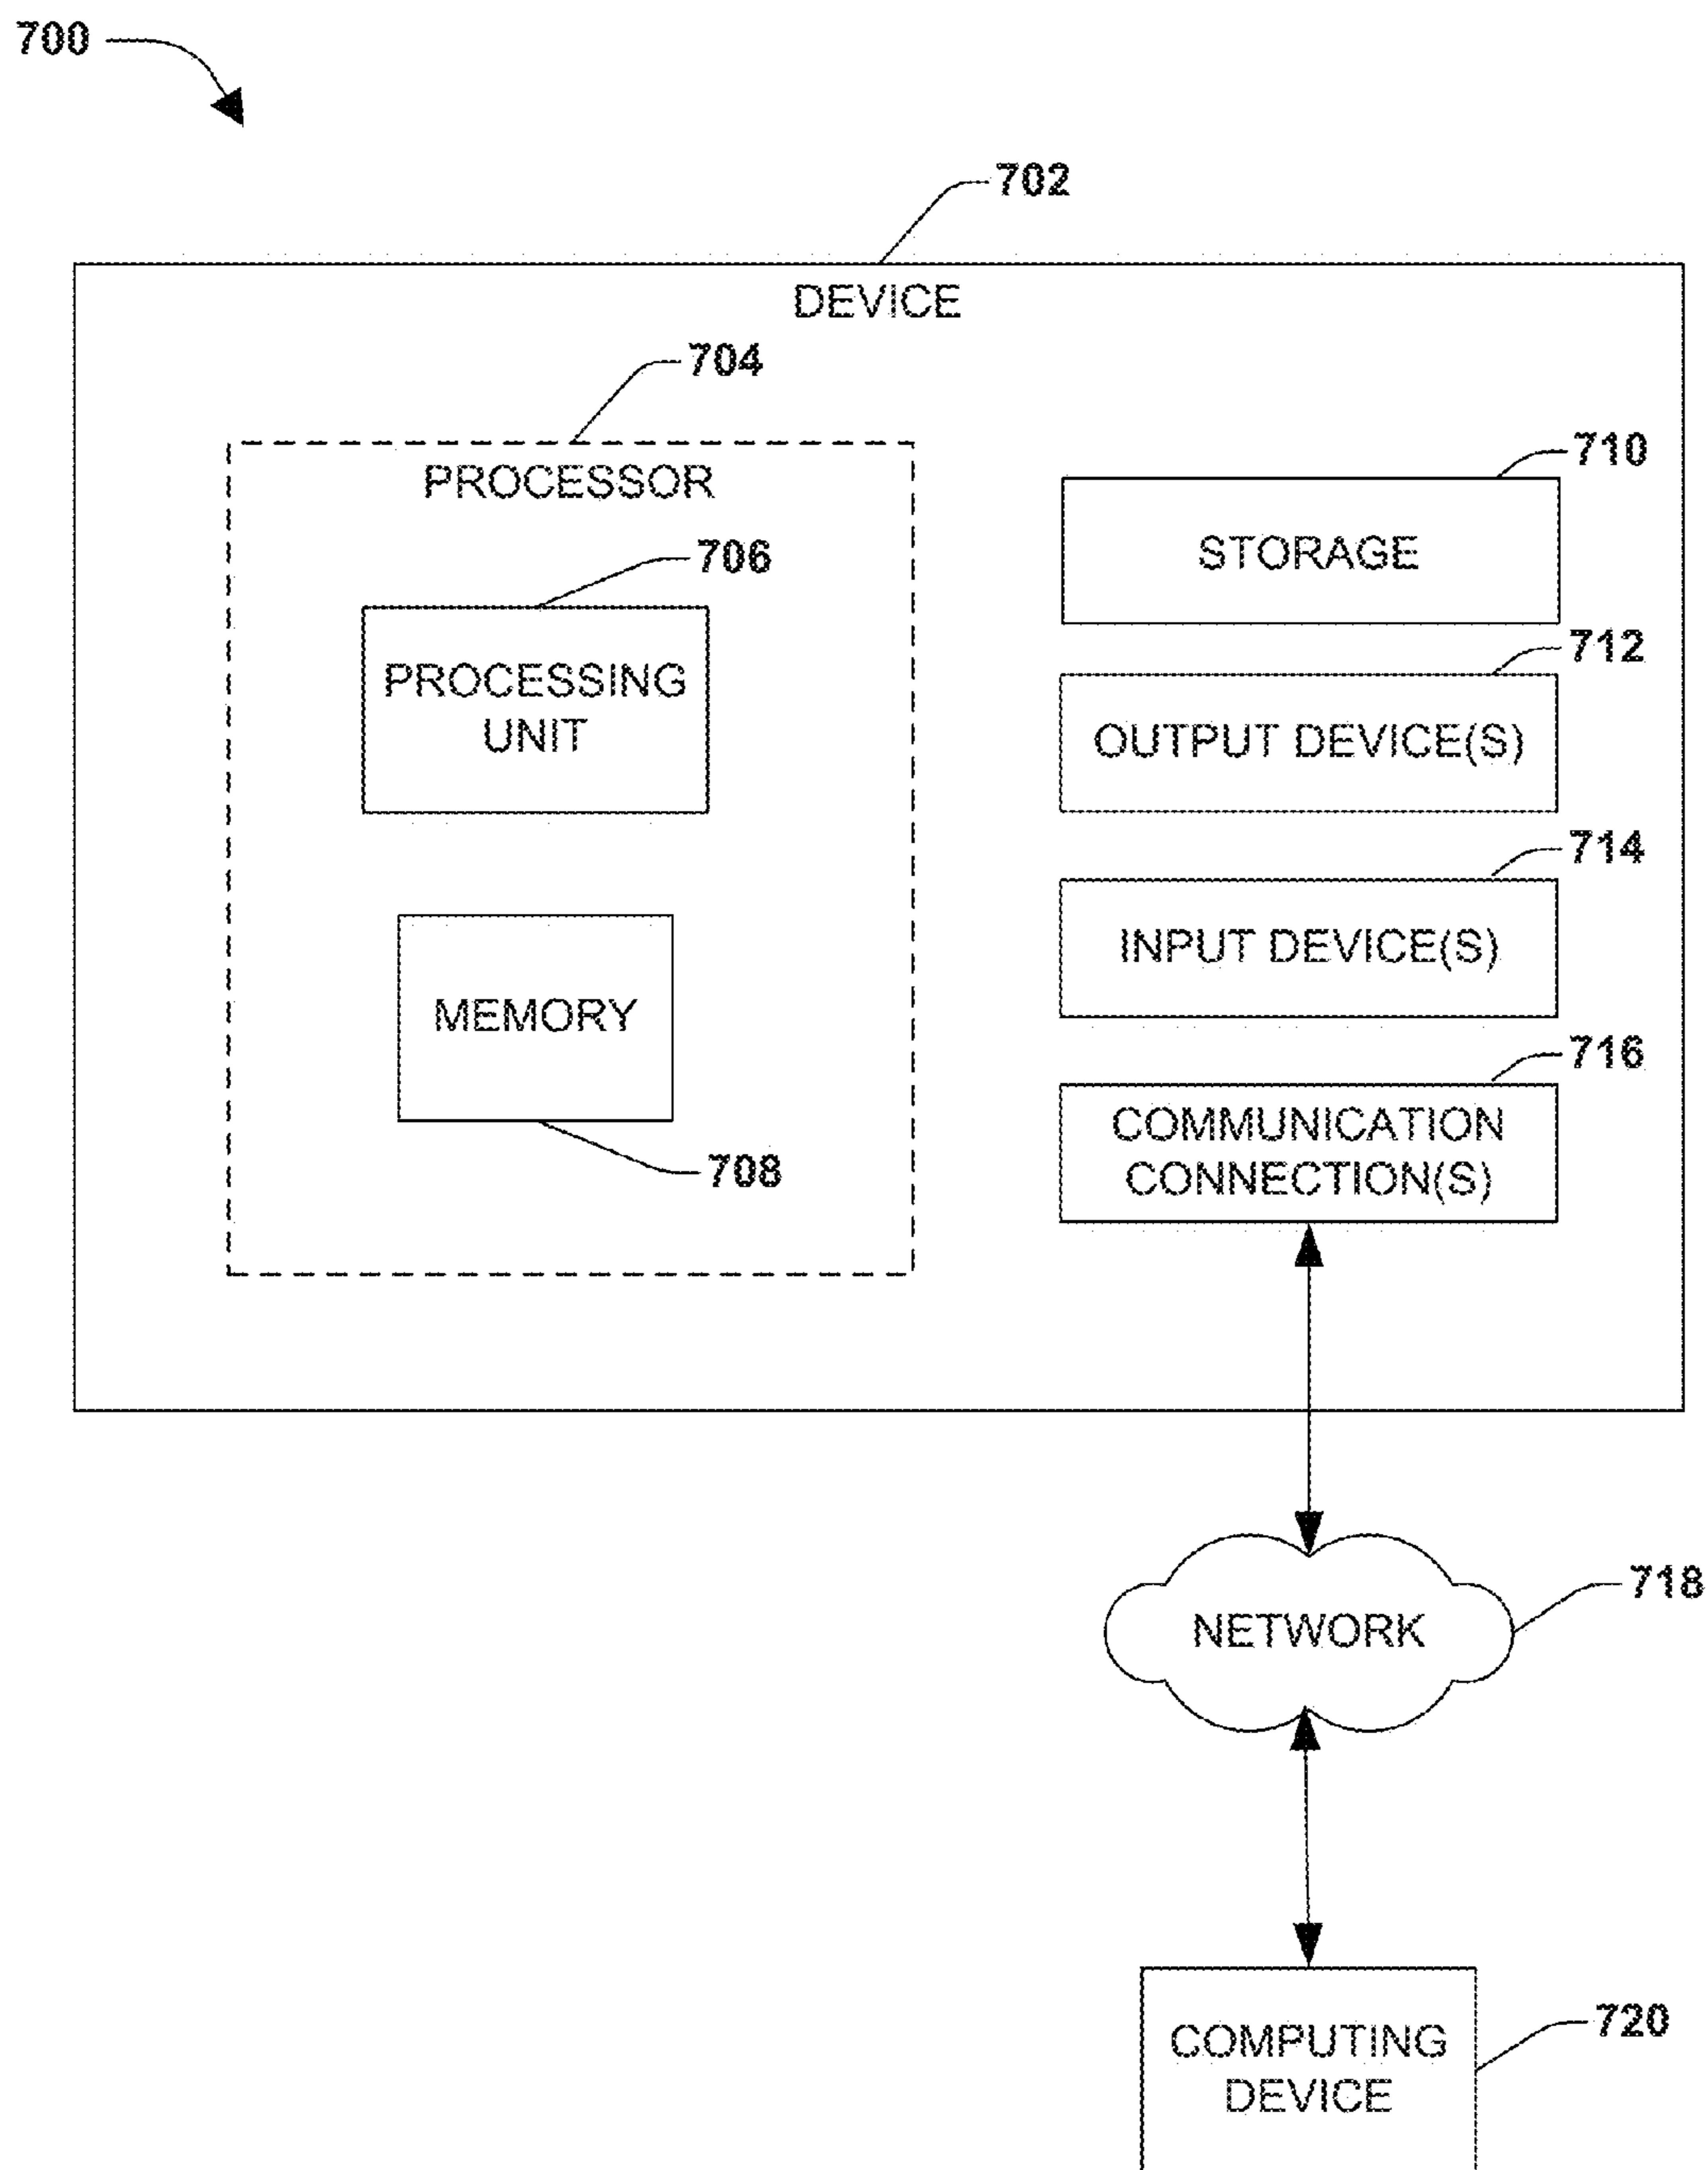 700
702
DEVICE
704
PROCESSOR
706
PROCESSING
UNIT
MEMORY
708
710
STORAGE
712
OUTPUT DEVICE(S)
714
INPUT DEVICE(S)
716
COMMUNICATION
CONNECTION(S)
718
NETWORK
720
COMPUTING
DEVICE